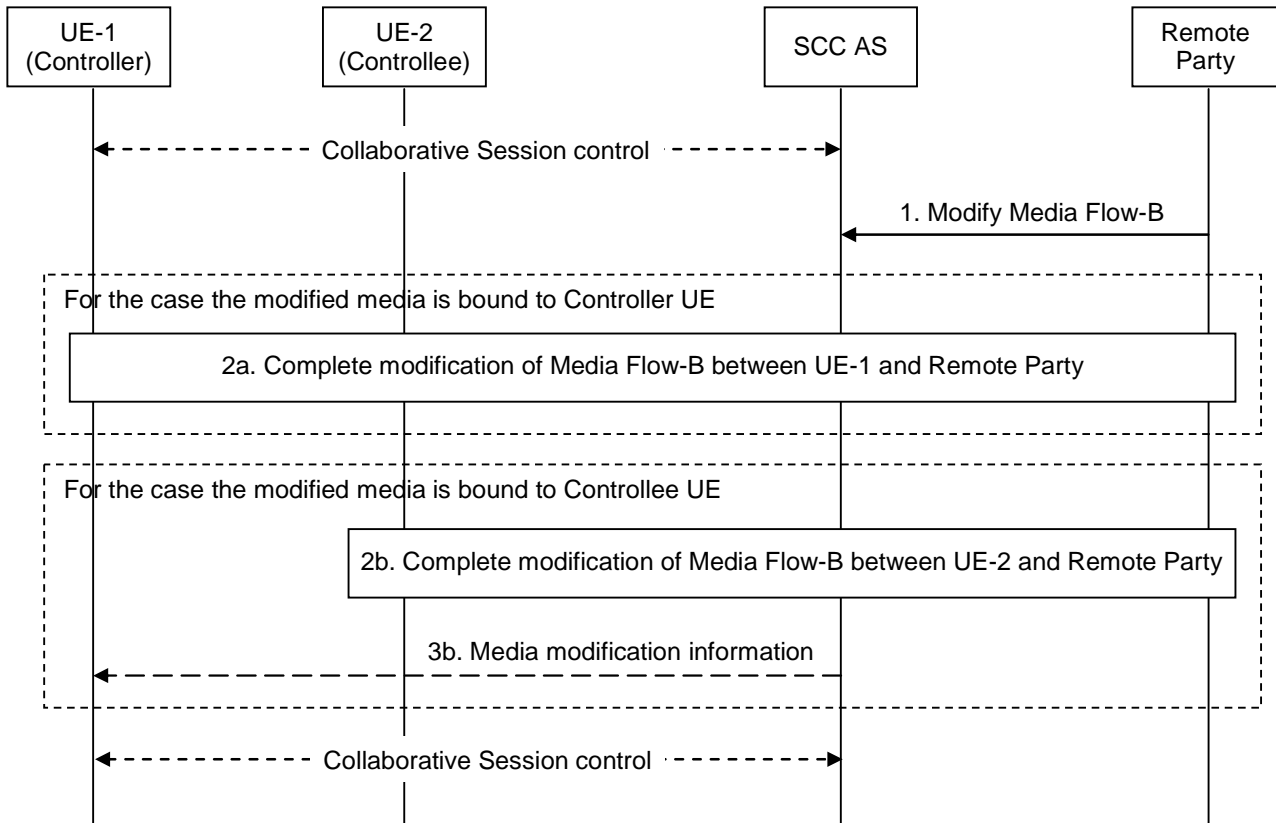 UE-1
(Controller)
UE-2
(Controllee)
SCC AS
Remote
Party
Collaborative Session control
1. Modify Media Flow-B
For the case the modified media is bound to Controller UE
2a. Complete modification of Media Flow-B between UE-1 and Remote Party
For the case the modified media is bound to Controllee UE
2b. Complete modification of Media Flow-B between UE-2 and Remote Party
3b. Media modification information
Collaborative Session control